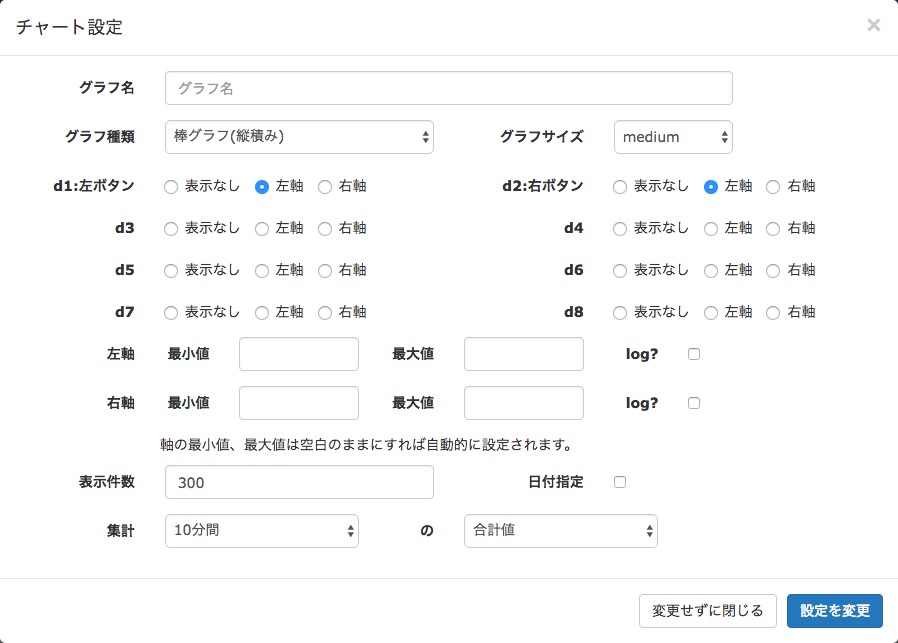 チャート設定 ×
グラフ名 グラフ名
グラフ種類 棒グラフ(縦積み) グラフサイズ medium
d1:左ボタン 表示なし 左軸 右軸 d2:右ボタン 表示なし 左軸 右軸
d3 表示なし 左軸 右軸 d4 表示なし 左軸 右軸
d5 表示なし 左軸 右軸 d6 表示なし 左軸 右軸
d7 表示なし 左軸 右軸 d8 表示なし 左軸 右軸
左軸 最小値 最大値 log?
右軸 最小値 最大値 log?
軸の最小値、最大値は空白のままにすれば自動的に設定されます。
表示件数 300 日付指定
集計 10分間 の 合計値
変更せずに閉じる 設定を変更